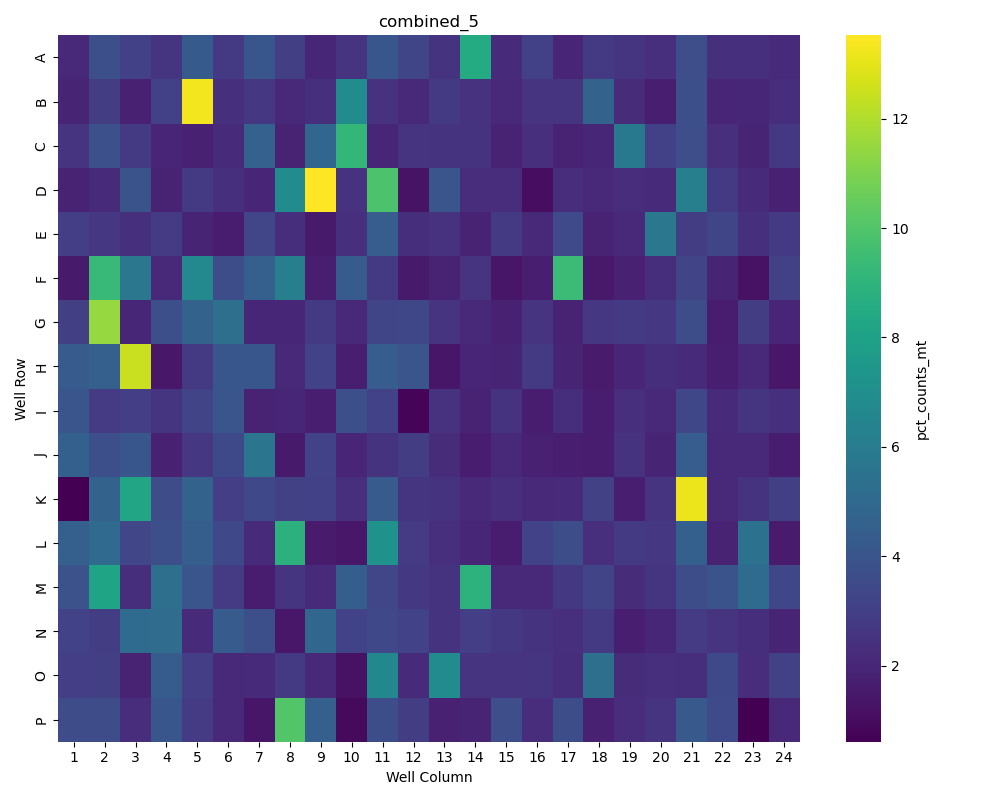 combined_5
A
B
C
D
E
F
G
H
I
J
K
L
M
N
O
P
Well Row
1 2 3 4 5 6 7 8 9 10 11 12 13 14 15 16 17 18 19 20 21 22 23 24
Well Column
12
10
8
6
4
2
pct_counts_mt